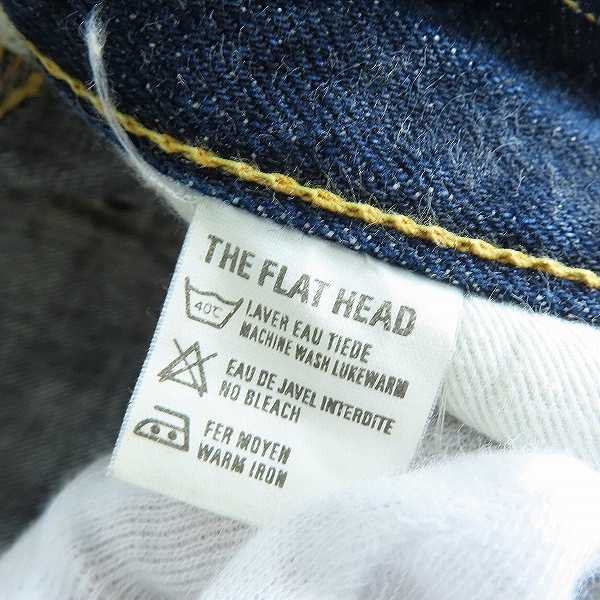 THE FLAT HEAD
40℃
LAVER EAU TIEDE
MACHINE WASH LUKEWARM
EAU DE JAVEL INTERDITE
NO BLEACH
FER MOYEN
WARM IRON